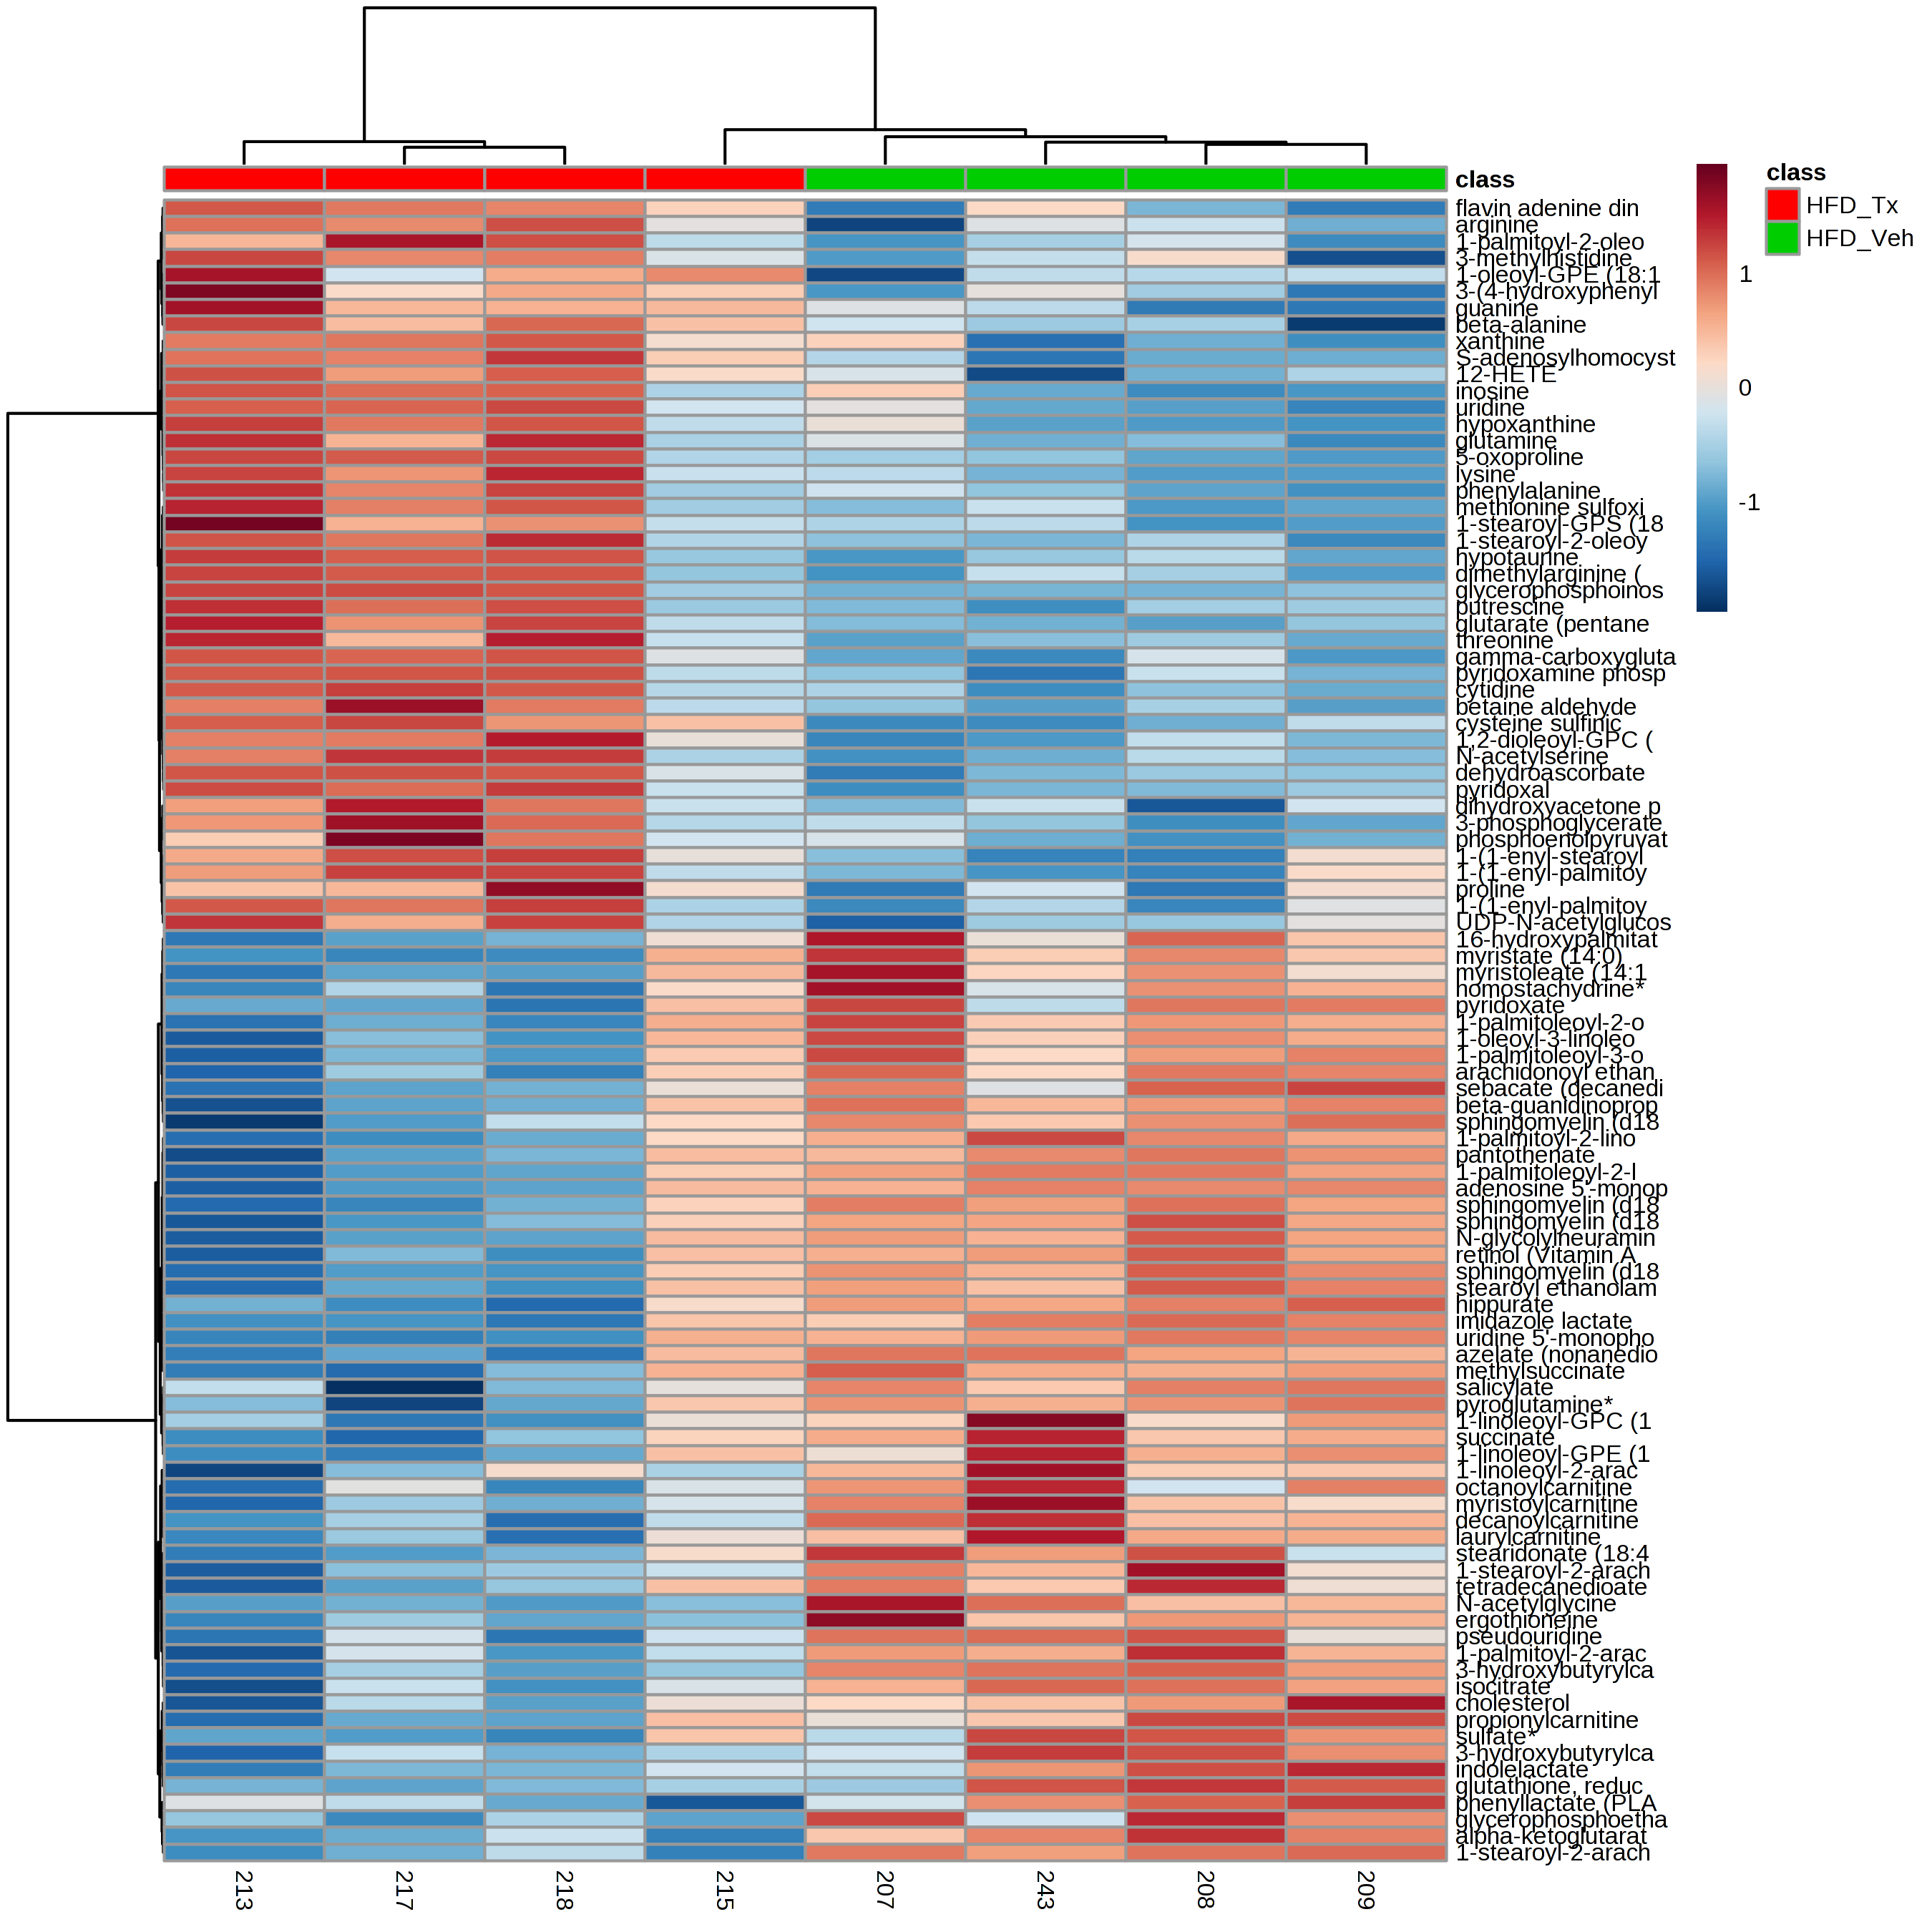 class
class
HFD_Tx
HFD_Veh
1
0
-1
flavin adenine din
arginine
1-palmitoyl-2-oleo
3-methylhistidine
1-oleoyl-GPE (18:1
3-(4-hydroxyphenyl
guanine
beta-alanine
xanthine
S-adenosylhomocyst
12-HETE
inosine
uridine
hypoxanthine
glutamine
5-oxoproline
lysine
phenylalanine
methionine sulfoxi
1-stearoyl-GPS (18
1-stearoyl-2-oleoy
hypotaurine
dimethylarginine (
glycerophosphoinos
putrescine
glutarate (pentane
threonine
gamma-carboxygluta
pyridoxamine phosp
cytidine
betaine aldehyde
cysteine sulfinic
1,2-dioleoyl-GPC (
N-acetylserine
dehydroascorbate
pyridoxal
dihydroxyacetone p
3-phosphoglycerate
phosphoenolpyruvat
1-(1-enyl-stearoyl
1-(1-enyl-palmitoy
proline
1-(1-enyl-palmitoy
UDP-N-acetylglucos
16-hydroxypalmitat
myristate (14:0)
myristoleate (14:1
homostachydrine*
pyridoxate
1-palmitoleoyl-2-o
1-oleoyl-3-linoleo
1-palmitoleoyl-3-o
arachidonoyl ethan
sebacate (decanedi
beta-guanidinoprop
sphingomyelin (d18
1-palmitoyl-2-lino
pantothenate
1-palmitoleoyl-2-l
adenosine 5'-monop
sphingomyelin (d18
sphingomyelin (d18
N-glycolylneuramin
retinol (Vitamin A
sphingomyelin (d18
stearoyl ethanolam
hippurate
imidazole lactate
uridine 5'-monopho
azelate (nonanedio
methylsuccinate
salicylate
pyroglutamine*
1-linoleoyl-GPC (1
succinate
1-linoleoyl-GPE (1
1-linoleoyl-2-arac
octanoylcarnitine
myristoylcarnitine
decanoylcarnitine
laurylcarnitine
stearidonate (18:4
1-stearoyl-2-arach
tetradecanedioate
N-acetylglycine
ergothioneine
pseudouridine
1-palmitoyl-2-arac
3-hydroxybutyrylca
isocitrate
cholesterol
propionylcarnitine
sulfate*
3-hydroxybutyrylca
indolelactate
glutathione, reduc
phenyllactate (PLA
glycerophosphoetha
alpha-ketoglutarat
1-stearoyl-2-arach
213
217
218
215
207
243
208
209